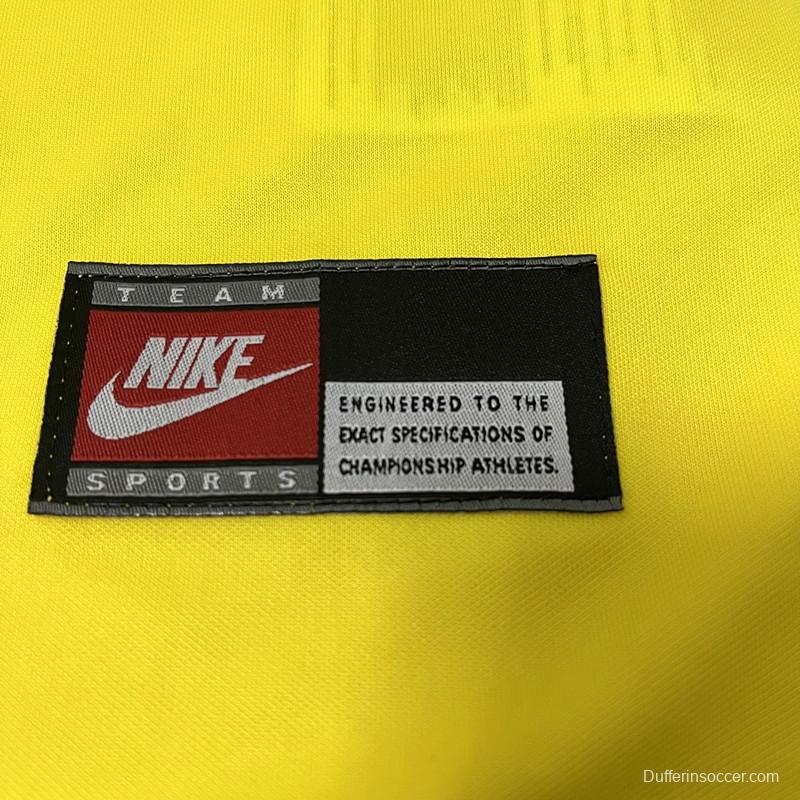 TEAM
NIKE
SPORTS
ENGINEERED TO THE
EXACT SPECIFICATIONS OF
CHAMPIONSHIP ATHLETES.
Dufferinsoccer.com